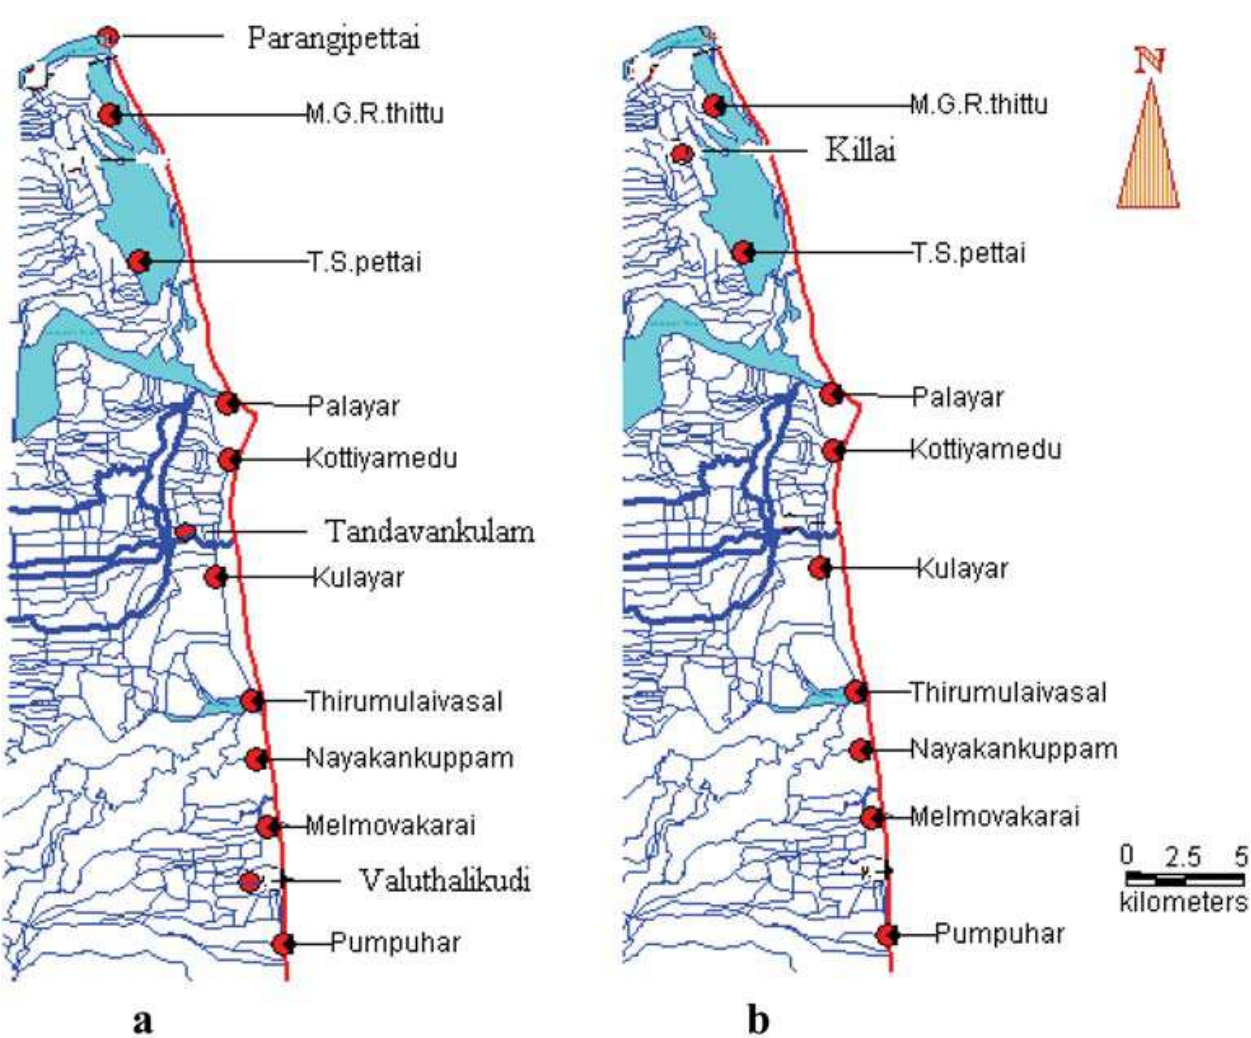 Parangipettai
M.G.R.thittu
T.S.pettai
Palayar
Kottiyamedu
Tandavankulam
Kulayar
Thirumulaivasal
Nayakankuppam
Melmovakarai
Valuthalikudi
Pumpuhar
a
M.G.R.thittu
Killai
T.S.pettai
Palayar
Kottiyamedu
Kulayar
Thirumulaivasal
Nayakankuppam
Melmovakarai
Pumpuhar
b
N
0 2.5 5
kilometers